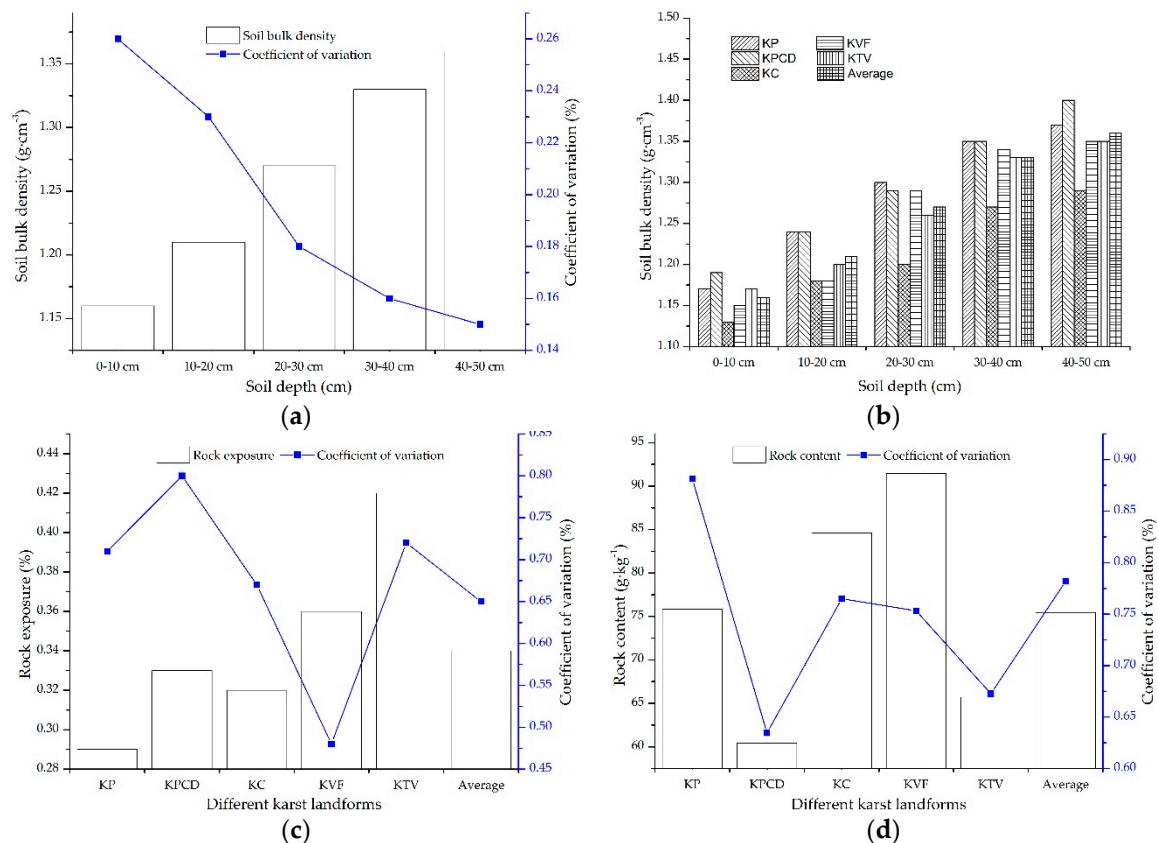 Soil bulk density
Coefficient of variation
Soil bulk density (g·cm⁻³)
1.35
1.30
1.25
1.20
1.15
0.26
0.24
0.22
0.20
0.18
0.16
0.14
Coefficient of variation (%)
0-10 cm 10-20 cm 20-30 cm 30-40 cm 40-50 cm
Soil depth (cm)
(a)
KP KVF
KPCD KTV
KC Average
Soil bulk density (g·cm⁻³)
1.50
1.45
1.40
1.35
1.30
1.25
1.20
1.15
1.10
0-10 cm 10-20 cm 20-30 cm 30-40 cm 40-50 cm
Soil depth (cm)
(b)
Rock exposure Coefficient of variation
Rock exposure (%)
0.44
0.42
0.40
0.38
0.36
0.34
0.32
0.30
0.28
0.85
0.80
0.75
0.70
0.65
0.60
0.55
0.50
0.45
Coefficient of variation (%)
KP KPCD KC KVF KTV Average
Different karst landforms
(c)
Rock content Coefficient of variation
Rock content (g·kg⁻¹)
95
90
85
80
75
70
65
60
0.90
0.85
0.80
0.75
0.70
0.65
0.60
Coefficient of variation (%)
KP KPCD KC KVF KTV Average
Different karst landforms
(d)